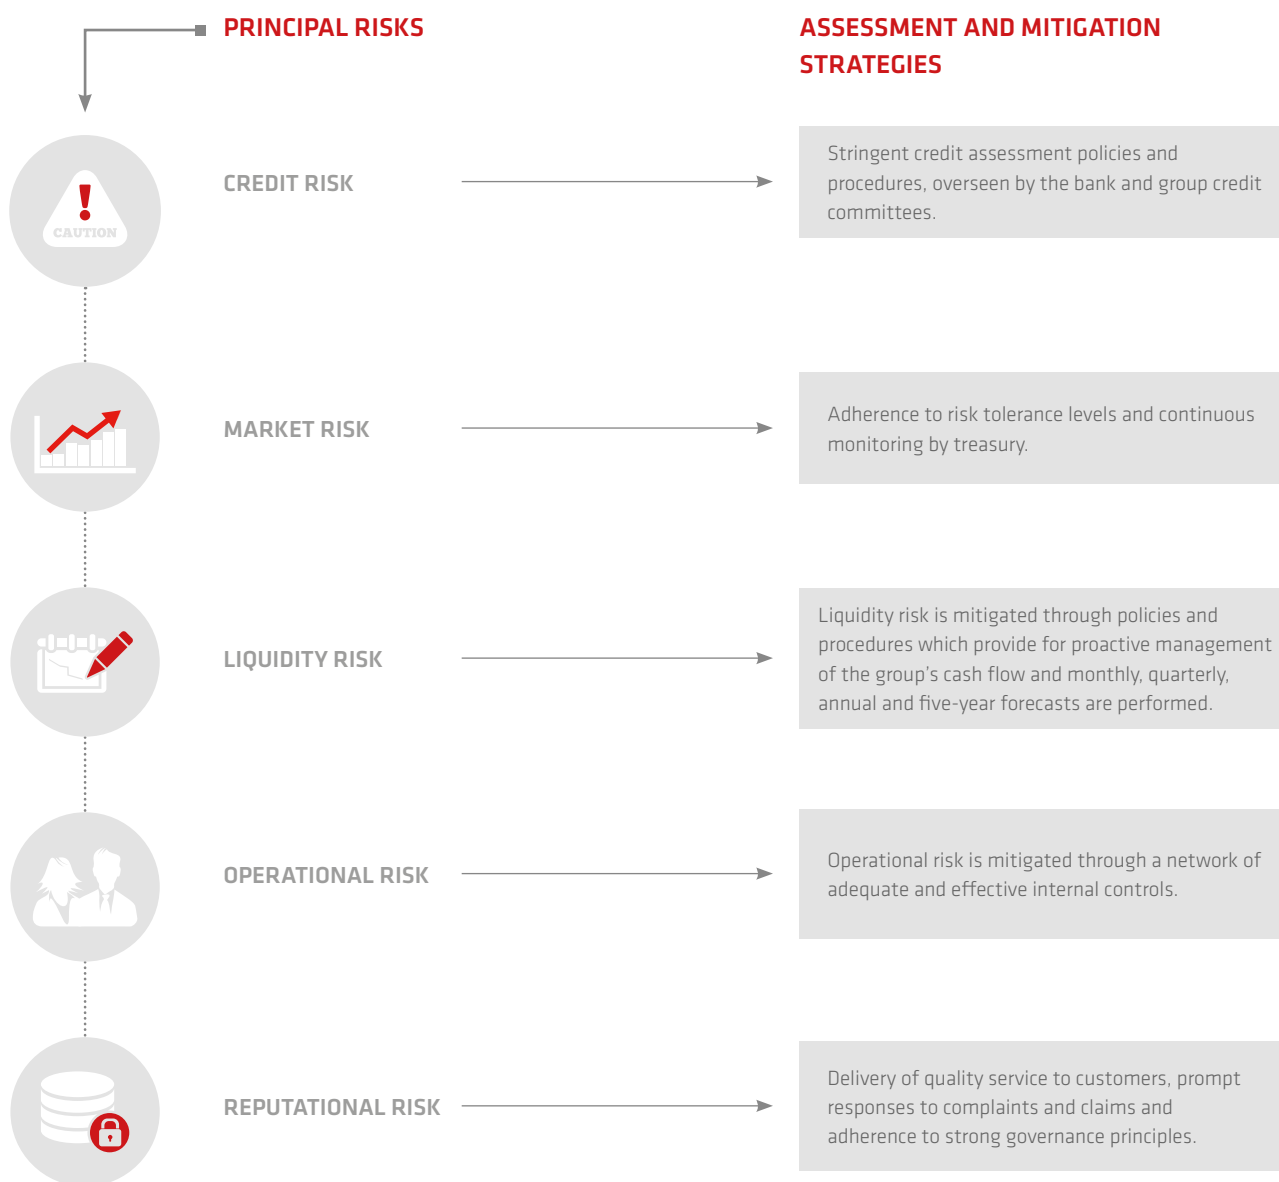 PRINCIPAL RISKS
ASSESSMENT AND MITIGATION
STRATEGIES
CAUTION
CREDIT RISK
Stringent credit assessment policies and
procedures, overseen by the bank and group credit
committees.
MARKET RISK
Adherence to risk tolerance levels and continuous
monitoring by treasury.
LIQUIDITY RISK
Liquidity risk is mitigated through policies and
procedures which provide for proactive management
of the group's cash flow and monthly, quarterly,
annual and five-year forecasts are performed.
OPERATIONAL RISK
Operational risk is mitigated through a network of
adequate and effective internal controls.
REPUTATIONAL RISK
Delivery of quality service to customers, prompt
responses to complaints and claims and
adherence to strong governance principles.